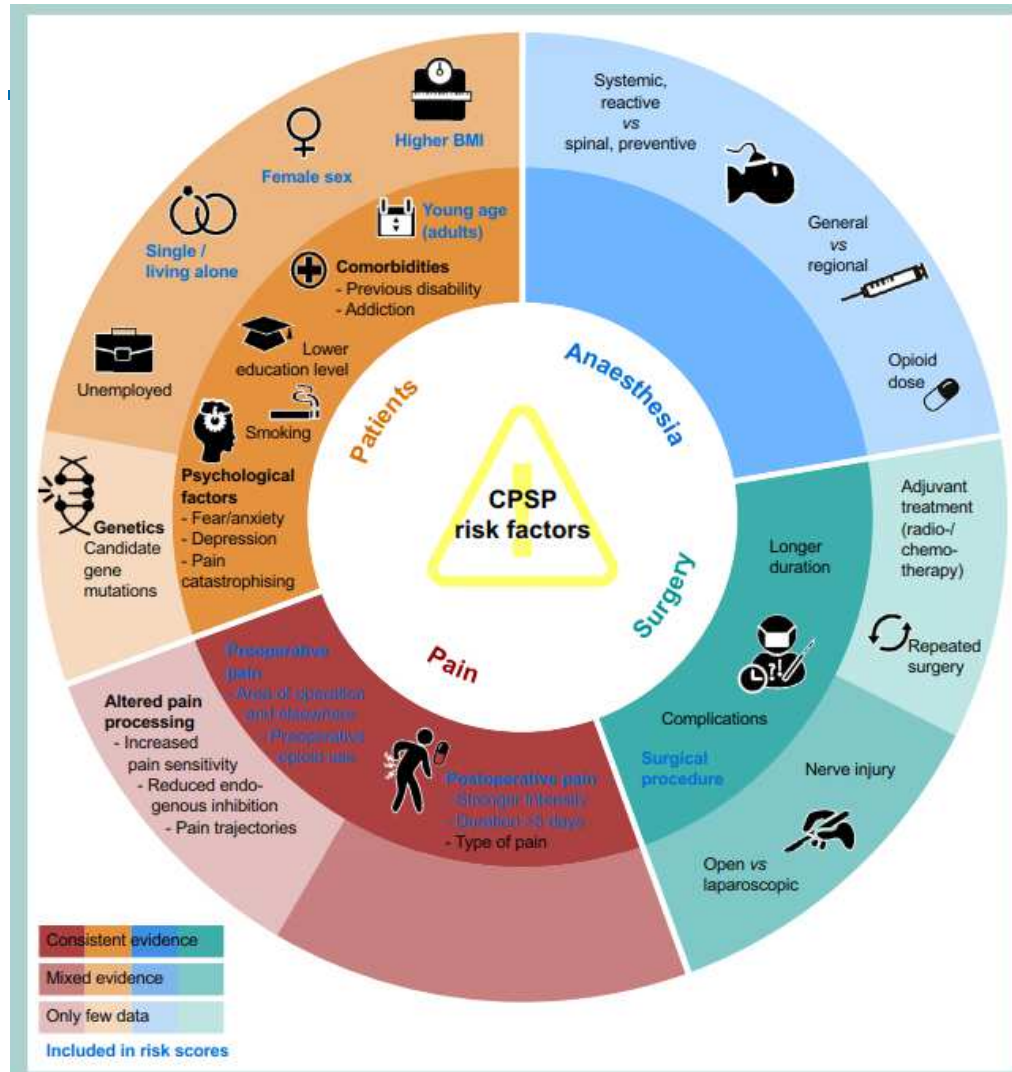 Higher BMI
Female sex
Single /
living alone
Unemployed
Genetics
Candidate
gene
mutations
Young age
(adults)
Comorbidities
- Previous disability
- Addiction
Lower
education level
Smoking
Psychological
factors
- Fear/anxiety
- Depression
- Pain
catastrophising
Patients
Systemic,
reactive
vs
spinal, preventive
General
vs
regional
Opioid
dose
Anaesthesia
CPSP
risk factors
Surgery
Longer
duration
?!
Complications
Surgical
procedure
Adjuvant
treatment
(radio-/
chemo-
therapy)
Repeated
surgery
Nerve injury
Open vs
laparoscopic
Pain
Preoperative
pain
- Area of operation
and elsewhere
- Preoperative
opioid use
Postoperative pain
- Stronger intensity
- Duration >5 days
- Type of pain
Altered pain
processing
- Increased
pain sensitivity
- Reduced endo-
genous inhibition
- Pain trajectories
Consistent evidence
Mixed evidence
Only few data
Included in risk scores